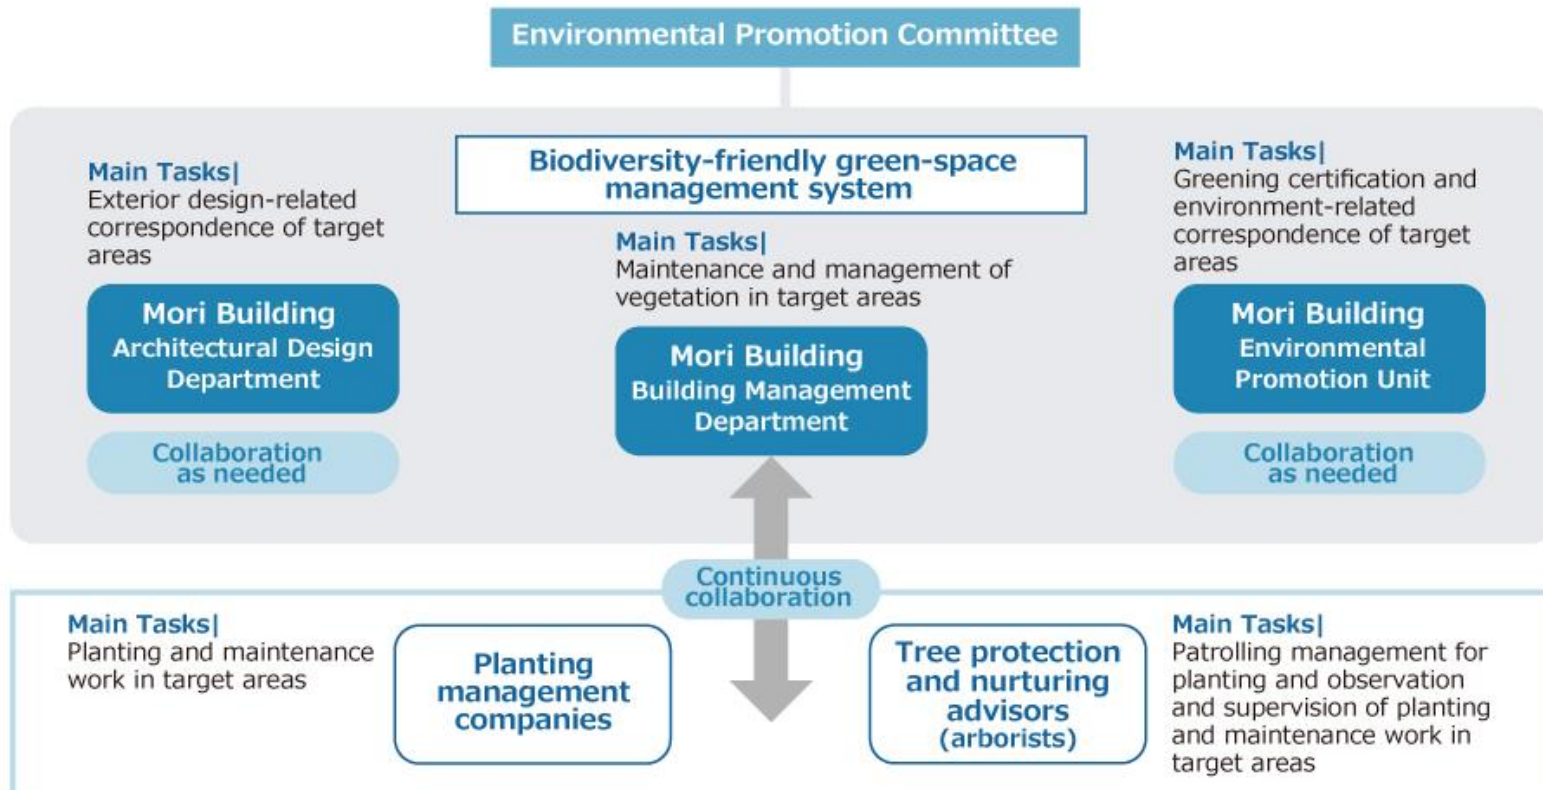 Environmental Promotion Committee
Biodiversity-friendly green-space
management system
Main Tasks|
Exterior design-related
correspondence of target
areas
Mori Building
Architectural Design
Department
Collaboration
as needed
Main Tasks|
Maintenance and management of
vegetation in target areas
Mori Building
Building Management
Department
Main Tasks|
Greening certification and
environment-related
correspondence of target
areas
Mori Building
Environmental
Promotion Unit
Collaboration
as needed
Continuous
collaboration
Main Tasks|
Planting and maintenance
work in target areas
Planting
management
companies
Tree protection
and nurturing
advisors
(arborists)
Main Tasks|
Patrolling management for
planting and observation
and supervision of planting
and maintenance work in
target areas